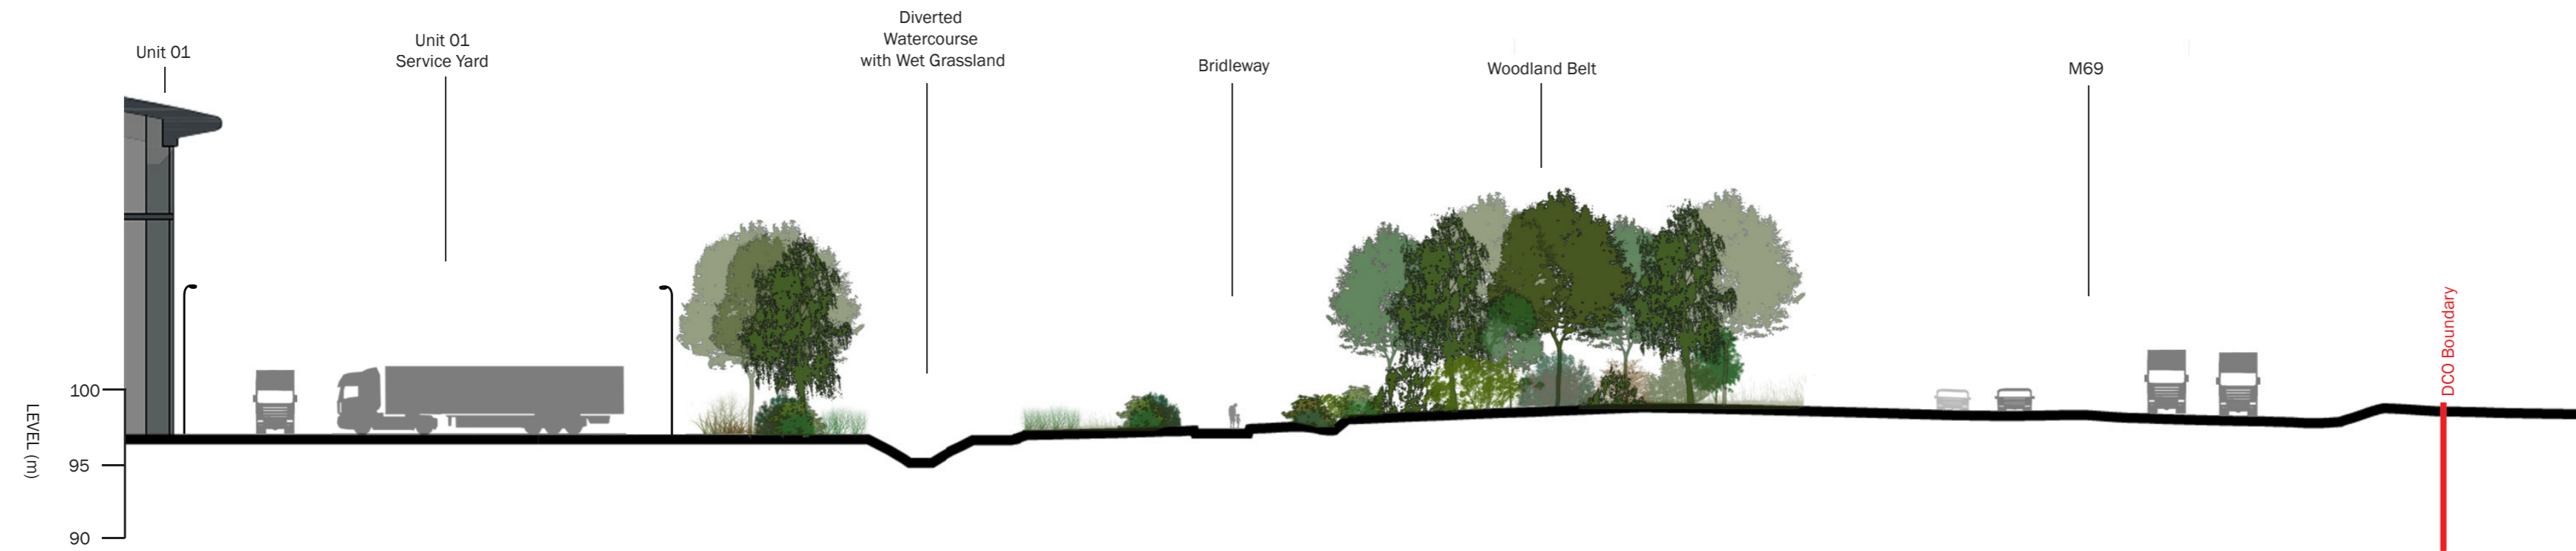 Unit 01
Unit 01
Service Yard
Diverted
Watercourse
with Wet Grassland
Bridleway
Woodland Belt
M69
DCO Boundary
LEVEL (m)
100
95
90